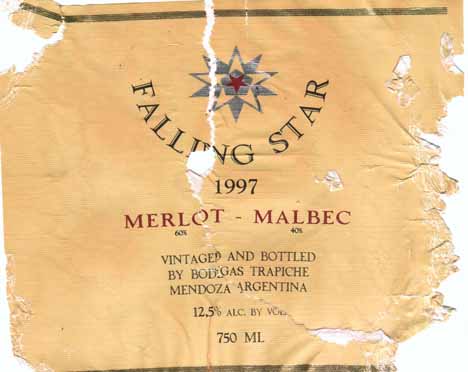 FALLING STAR
1997
MERLOT - MALBEC
60% 40%
VINTAGED AND BOTTLED
BY BODEGAS TRAPICHE
MENDOZA ARGENTINA
12,5% ALC. BY VOL.
750 ML